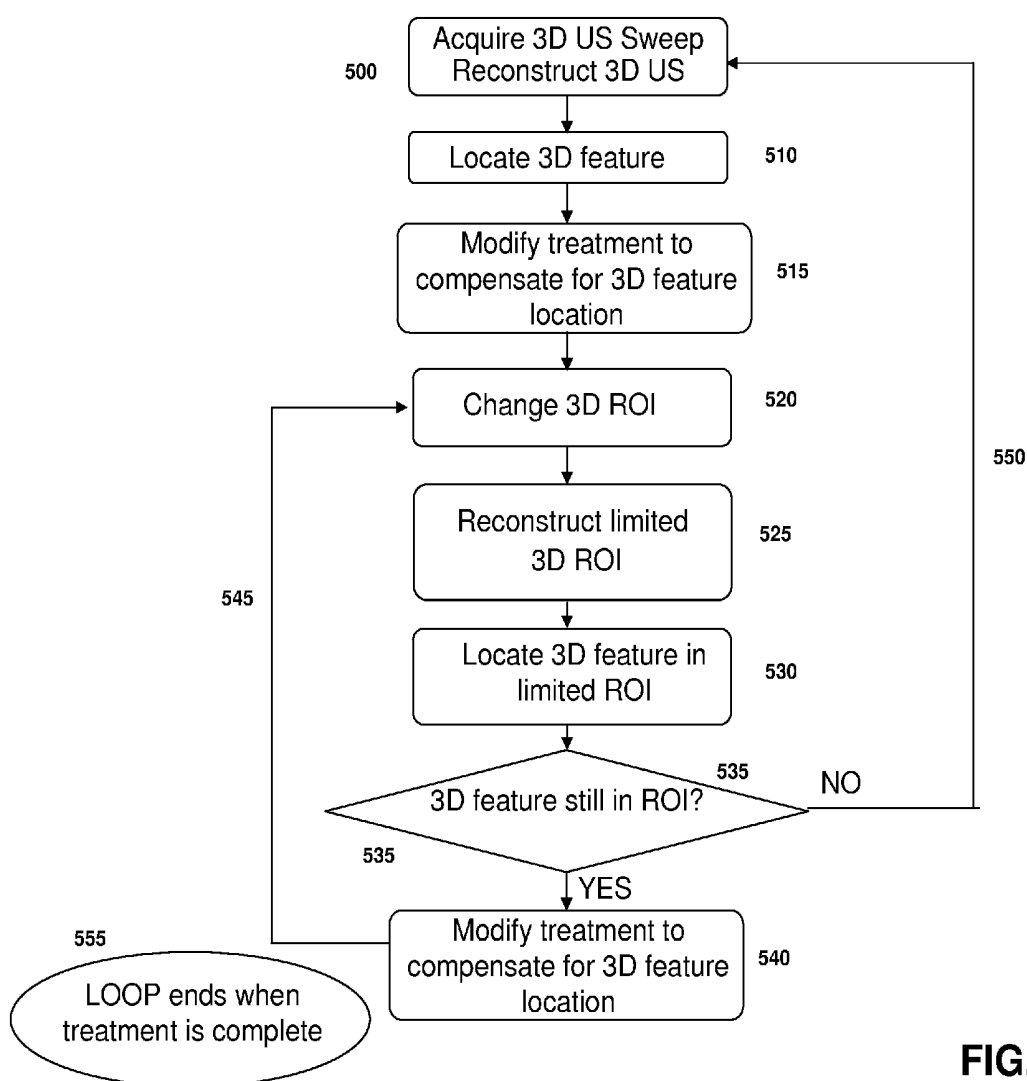 Acquire 3D US Sweep
Reconstruct 3D US
500
Locate 3D feature
510
Modify treatment to
compensate for 3D feature
location
515
Change 3D ROI
520
550
Reconstruct limited
3D ROI
525
545
Locate 3D feature in
limited ROI
530
535
NO
3D feature still in ROI?
535
YES
555
Modify treatment to
compensate for 3D feature
location
540
LOOP ends when
treatment is complete
FIG.